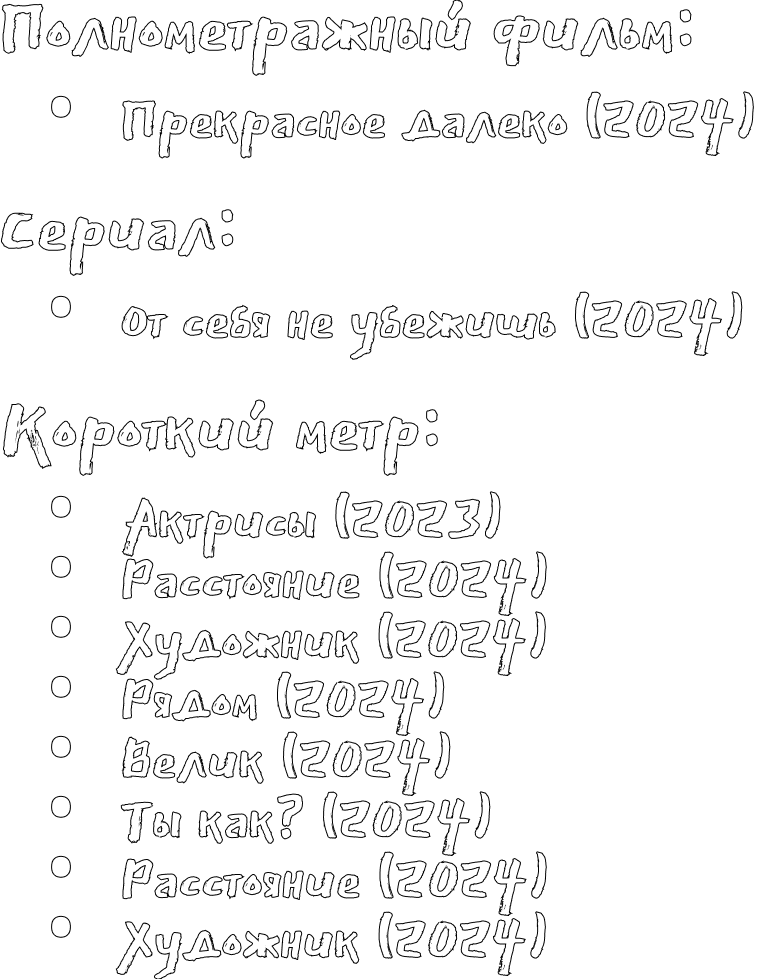 Полнометражный фильм:
○ Прекрасное далеко (2024)
Сериал:
○ От себя не убежишь (2024)
Короткий метр:
○ Актрисы (2023)
○ Расстояние (2024)
○ Художник (2024)
○ Рядом (2024)
○ Велик (2024)
○ Ты как? (2024)
○ Расстояние (2024)
○ Художник (2024)